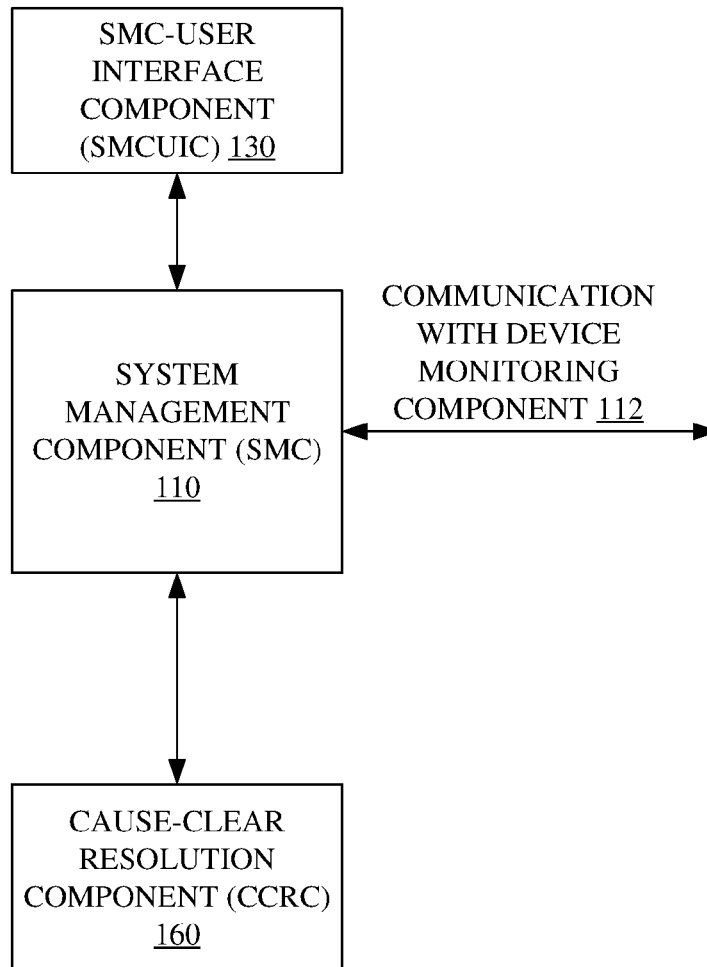 SMC-USER
INTERFACE
COMPONENT
(SMCUIC) 130
COMMUNICATION
WITH DEVICE
MONITORING
COMPONENT 112
SYSTEM
MANAGEMENT
COMPONENT (SMC)
110
CAUSE-CLEAR
RESOLUTION
COMPONENT (CCRC)
160